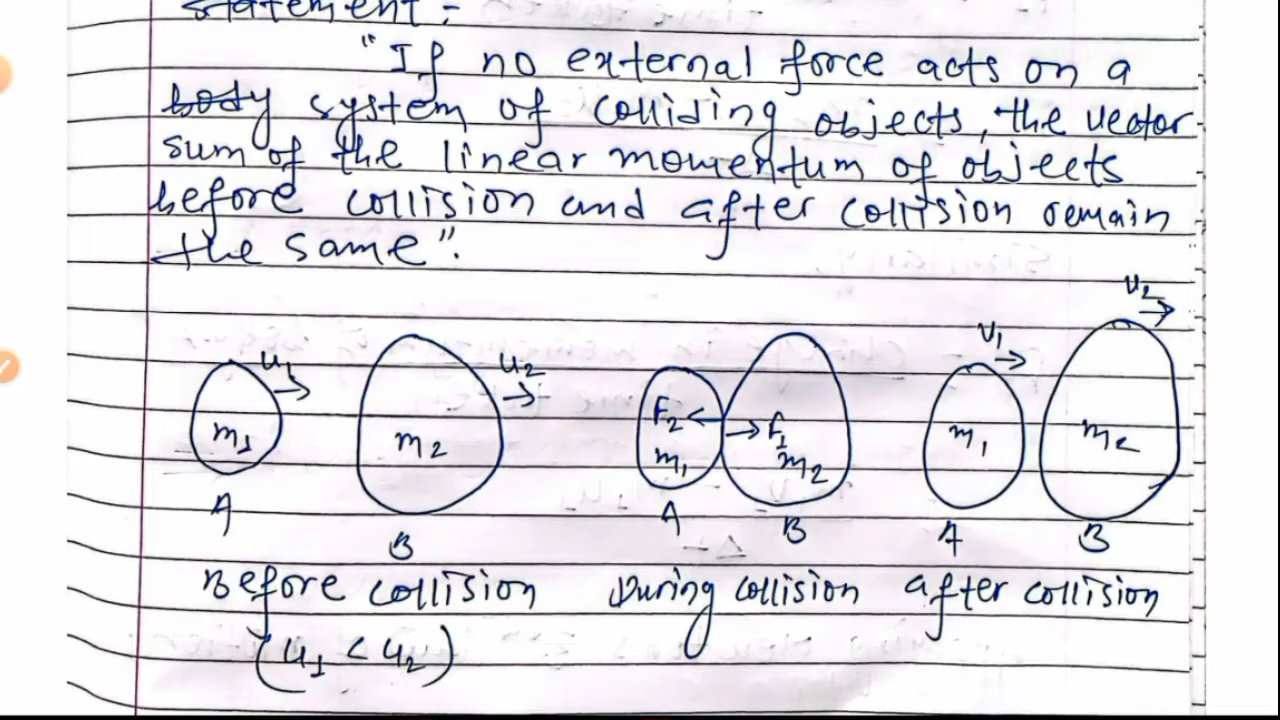 statement:-
"If no external force acts on a
body system of colliding objects, the vector
sum of the linear momentum of objects
before collision and after collision remain
the same".
u1 u2 v1 v2
F2 F1
m1 m2 m1 m2 m1 m2
A B A B A B
Before collision During collision after collision
(u1 < u2)